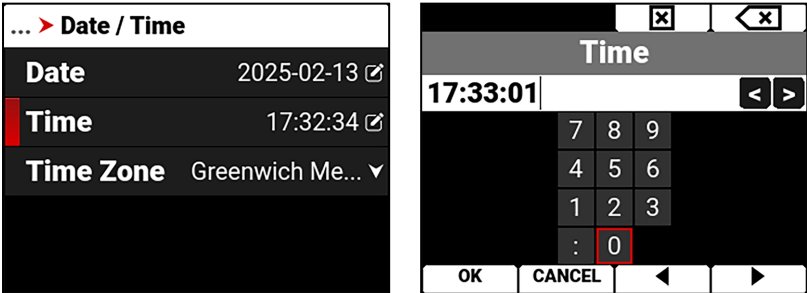 ... > Date / Time
Date 2025-02-13
Time 17:32:34
Time Zone Greenwich Me...
Time
17:33:01
< >
7 8 9
4 5 6
1 2 3
: 0
OK CANCEL